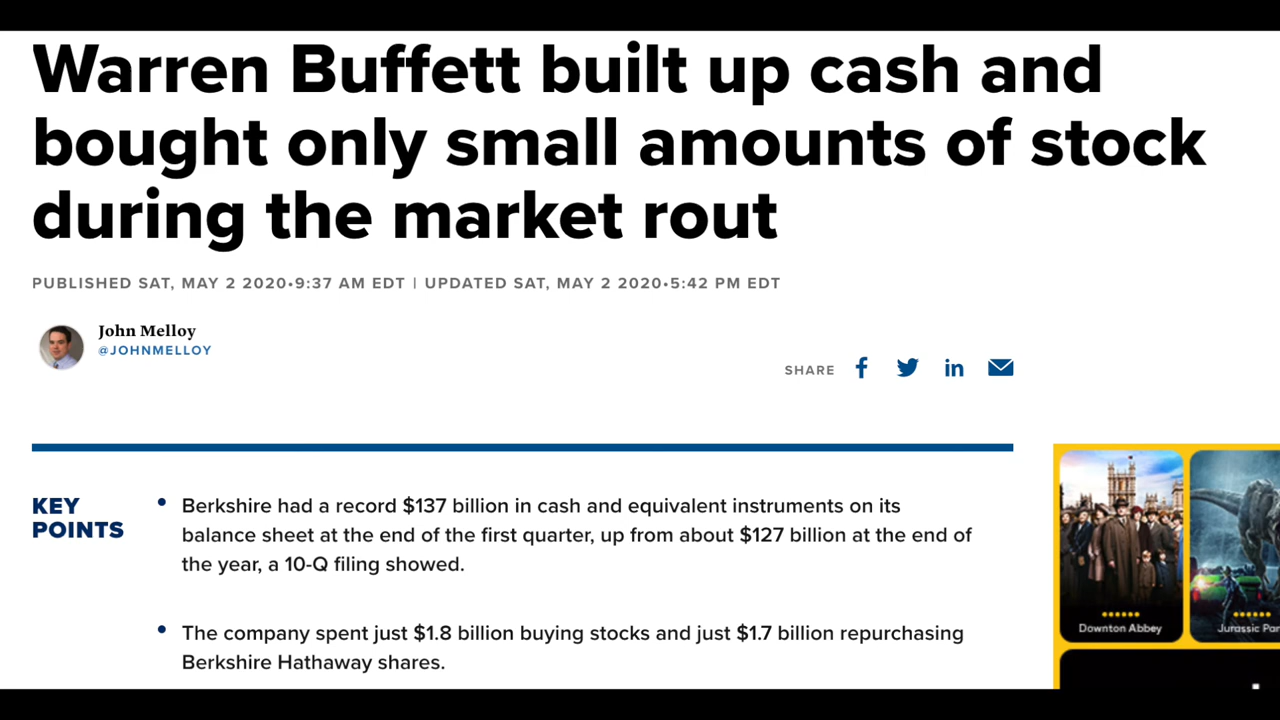 Warren Buffett built up cash and
bought only small amounts of stock
during the market rout
PUBLISHED SAT, MAY 2 2020•9:37 AM EDT | UPDATED SAT, MAY 2 2020•5:42 PM EDT
John Melloy
@JOHNMELLOY
SHARE
KEY
POINTS
• Berkshire had a record $137 billion in cash and equivalent instruments on its
balance sheet at the end of the first quarter, up from about $127 billion at the end of
the year, a 10-Q filing showed.
• The company spent just $1.8 billion buying stocks and just $1.7 billion repurchasing
Berkshire Hathaway shares.
Downton Abbey
Jurassic Par